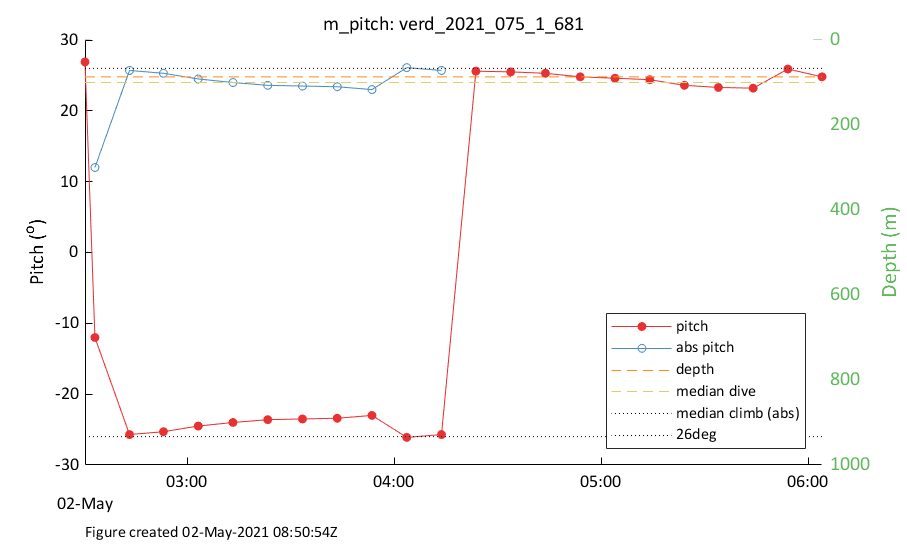 m_pitch: verd_2021_075_1_681
30
20
10
0
-10
-20
-30
Pitch (º)
0
200
400
600
800
1000
Depth (m)
pitch
abs pitch
depth
median dive
median climb (abs)
26deg
03:00
04:00
05:00
06:00
02-May
Figure created 02-May-2021 08:50:54Z